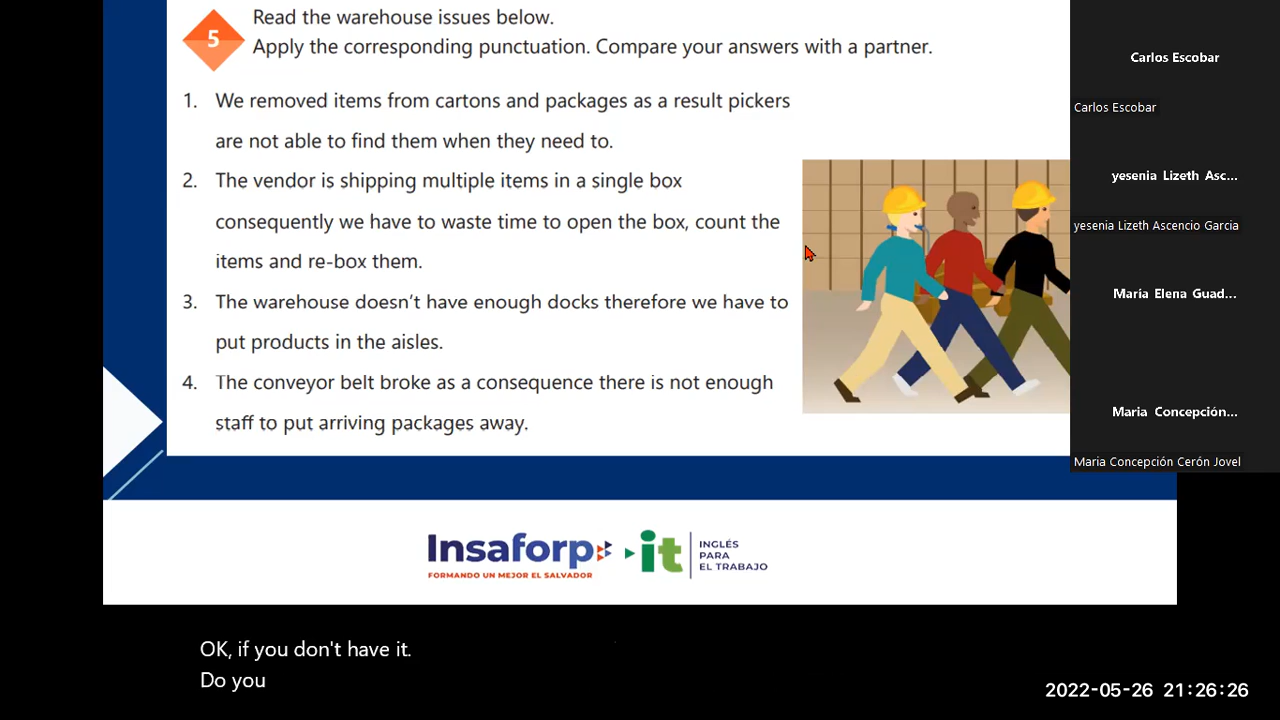 5
Read the warehouse issues below.
Apply the corresponding punctuation. Compare your answers with a partner.
1. We removed items from cartons and packages as a result pickers
are not able to find them when they need to.
2. The vendor is shipping multiple items in a single box
consequently we have to waste time to open the box, count the
items and re-box them.
3. The warehouse doesn't have enough docks therefore we have to
put products in the aisles.
4. The conveyor belt broke as a consequence there is not enough
staff to put arriving packages away.
Insaforp
FORMANDO UN MEJOR EL SALVADOR
it
INGLÉS
PARA
EL TRABAJO
Carlos Escobar
Carlos Escobar
yesenia Lizeth Asc...
yesenia Lizeth Ascencio Garcia
María Elena Guad...
Maria Concepción...
Maria Concepción Cerón Jovel
OK, if you don't have it.
Do you
2022-05-26 21:26:26